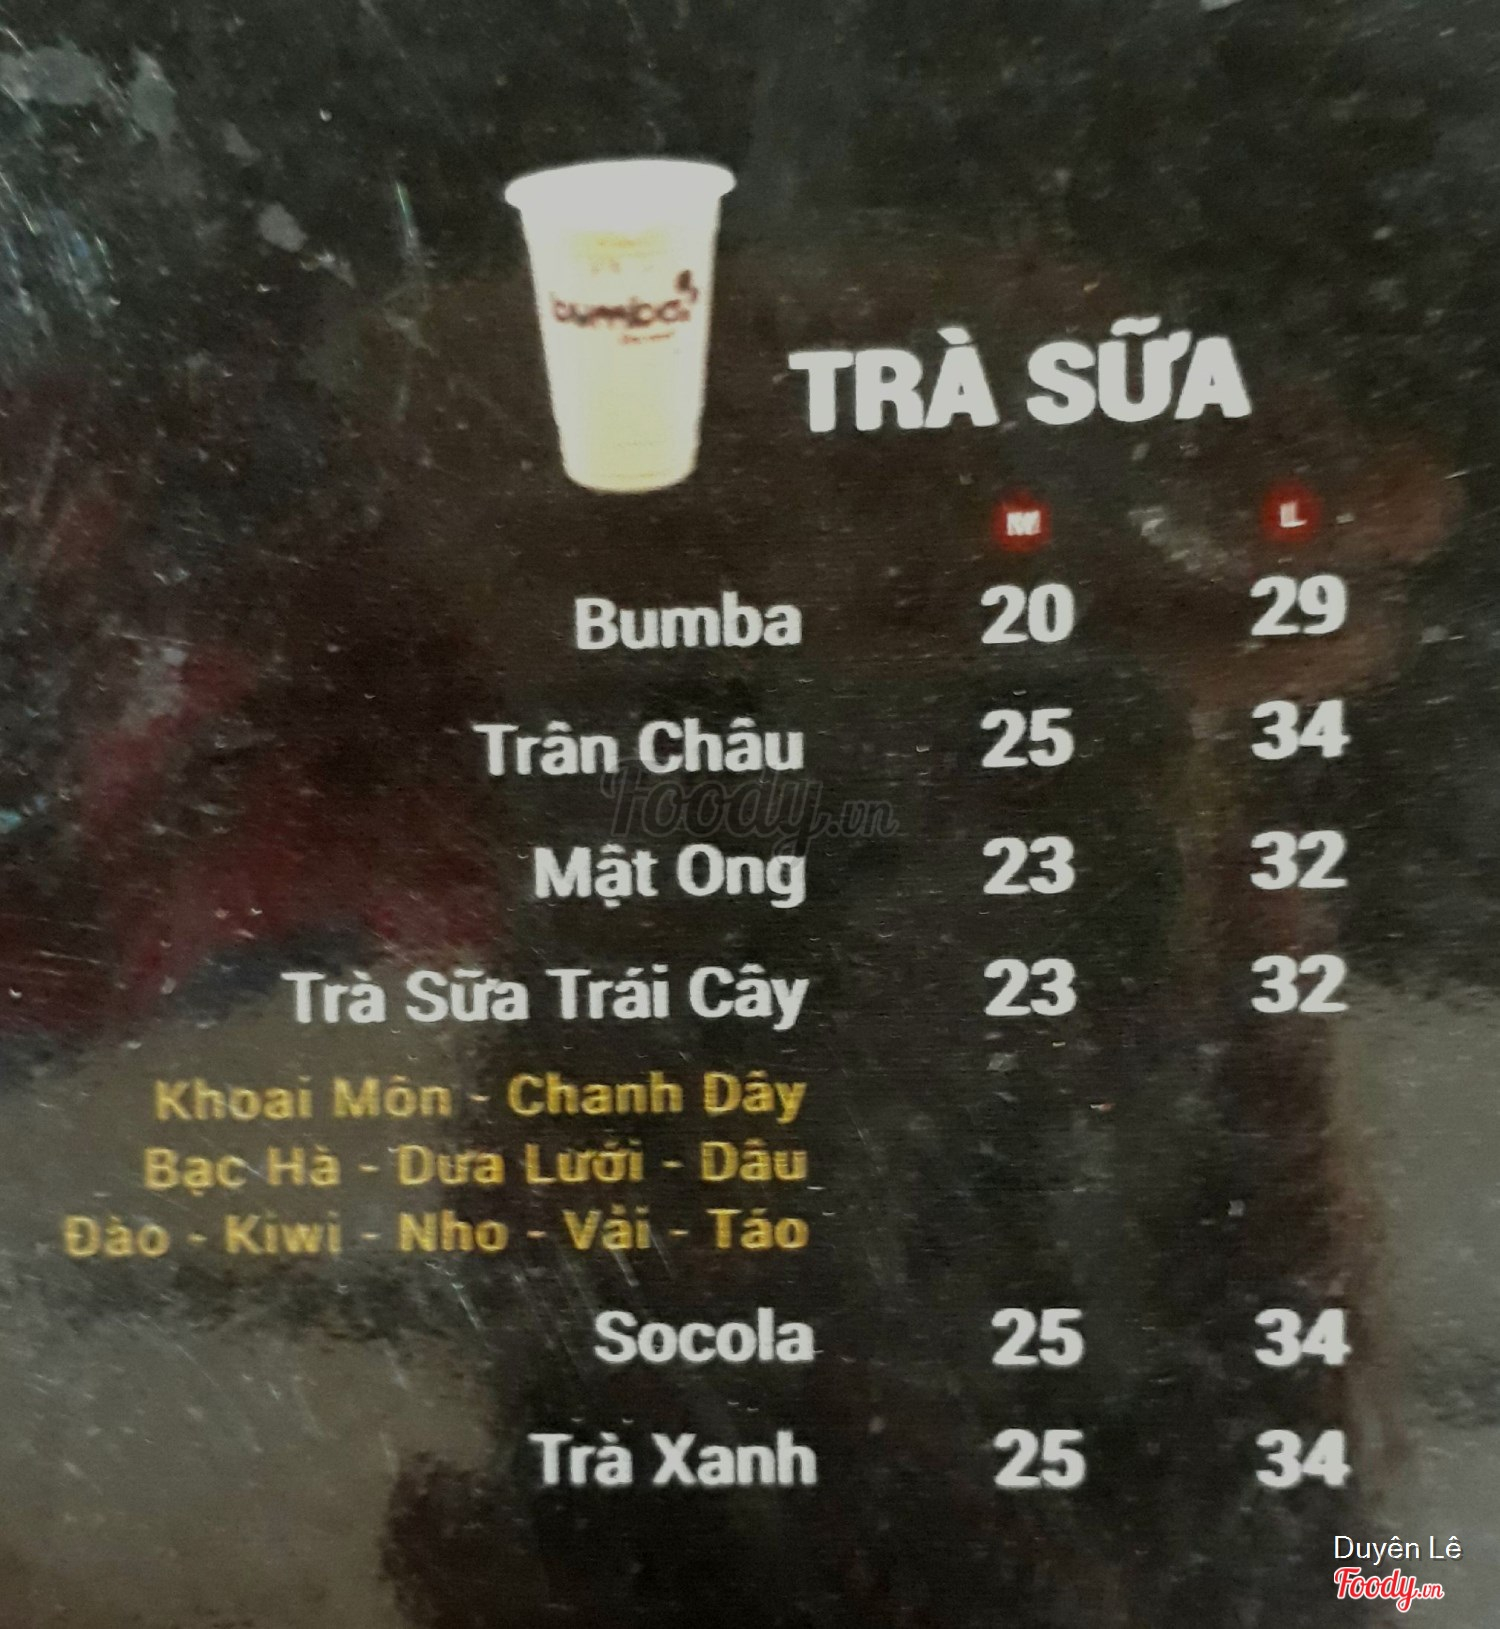 bumba
TRÀ SỮA
M L
Bumba 20 29
Trân Châu 25 34
Foody.vn
Mật Ong 23 32
Trà Sữa Trái Cây 23 32
Khoai Môn - Chanh Dây
Bạc Hà - Dưa Lưới - Dâu
Đào - Kiwi - Nho - Vải - Táo
Socola 25 34
Trà Xanh 25 34
Duyên Lê
Foody.vn